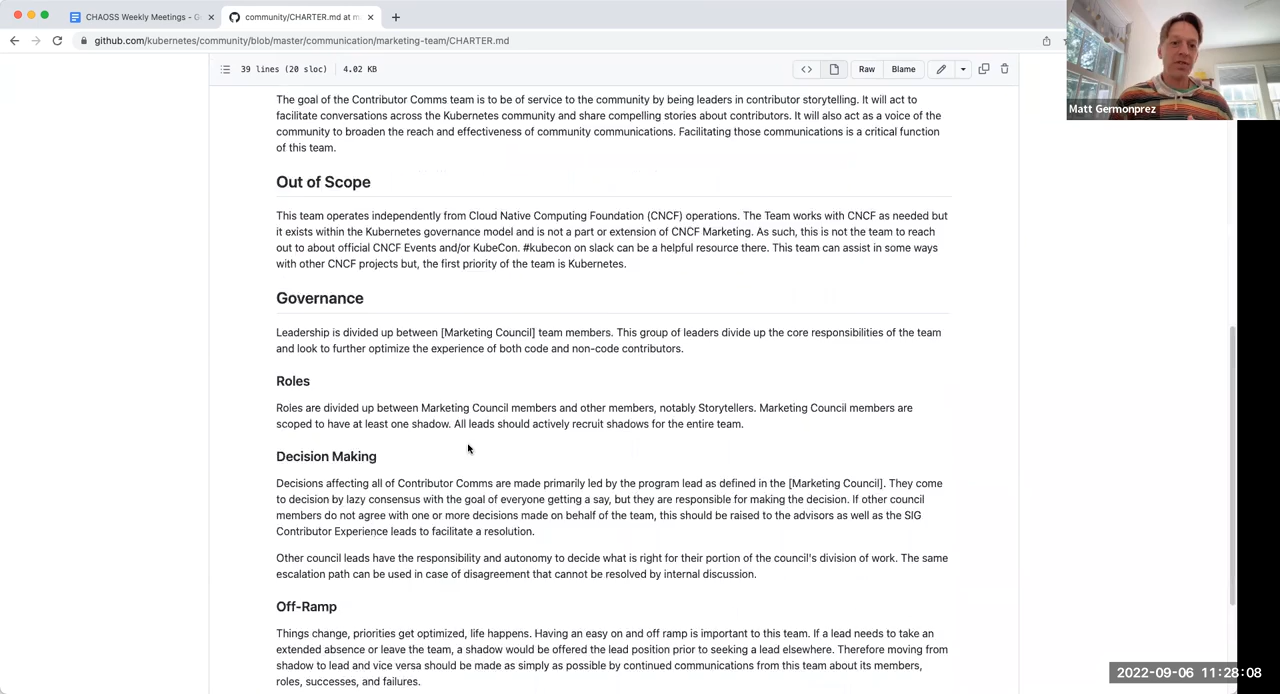 CHAOSS Weekly Meetings - G
community/CHARTER.md at m
github.com/kubernetes/community/blob/master/communication/marketing-team/CHARTER.md
39 lines (20 sloc) | 4.02 KB
Raw
Blame
Matt Germonprez
The goal of the Contributor Comms team is to be of service to the community by being leaders in contributor storytelling. It will act to
facilitate conversations across the Kubernetes community and share compelling stories about contributors. It will also act as a voice of the
community to broaden the reach and effectiveness of community communications. Facilitating those communications is a critical function
of this team.
Out of Scope
This team operates independently from Cloud Native Computing Foundation (CNCF) operations. The Team works with CNCF as needed but
it exists within the Kubernetes governance model and is not a part or extension of CNCF Marketing. As such, this is not the team to reach
out to about official CNCF Events and/or KubeCon. #kubecon on slack can be a helpful resource there. This team can assist in some ways
with other CNCF projects but, the first priority of the team is Kubernetes.
Governance
Leadership is divided up between [Marketing Council] team members. This group of leaders divide up the core responsibilities of the team
and look to further optimize the experience of both code and non-code contributors.
Roles
Roles are divided up between Marketing Council members and other members, notably Storytellers. Marketing Council members are
scoped to have at least one shadow. All leads should actively recruit shadows for the entire team.
Decision Making
Decisions affecting all of Contributor Comms are made primarily led by the program lead as defined in the [Marketing Council]. They come
to decision by lazy consensus with the goal of everyone getting a say, but they are responsible for making the decision. If other council
members do not agree with one or more decisions made on behalf of the team, this should be raised to the advisors as well as the SIG
Contributor Experience leads to facilitate a resolution.
Other council leads have the responsibility and autonomy to decide what is right for their portion of the council's division of work. The same
escalation path can be used in case of disagreement that cannot be resolved by internal discussion.
Off-Ramp
Things change, priorities get optimized, life happens. Having an easy on and off ramp is important to this team. If a lead needs to take an
extended absence or leave the team, a shadow would be offered the lead position prior to seeking a lead elsewhere. Therefore moving from
shadow to lead and vice versa should be made as simply as possible by continued communications from this team about its members,
roles, successes, and failures.
2022-09-06 11:28:08